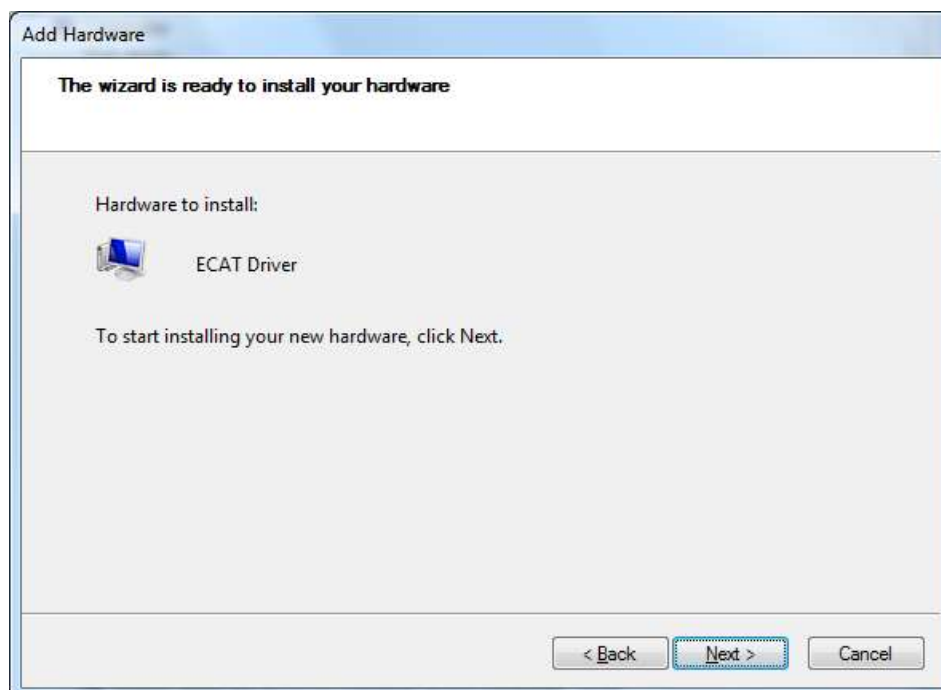 Add Hardware
The wizard is ready to install your hardware
Hardware to install:
ECAT Driver
To start installing your new hardware, click Next.
< Back Next > Cancel